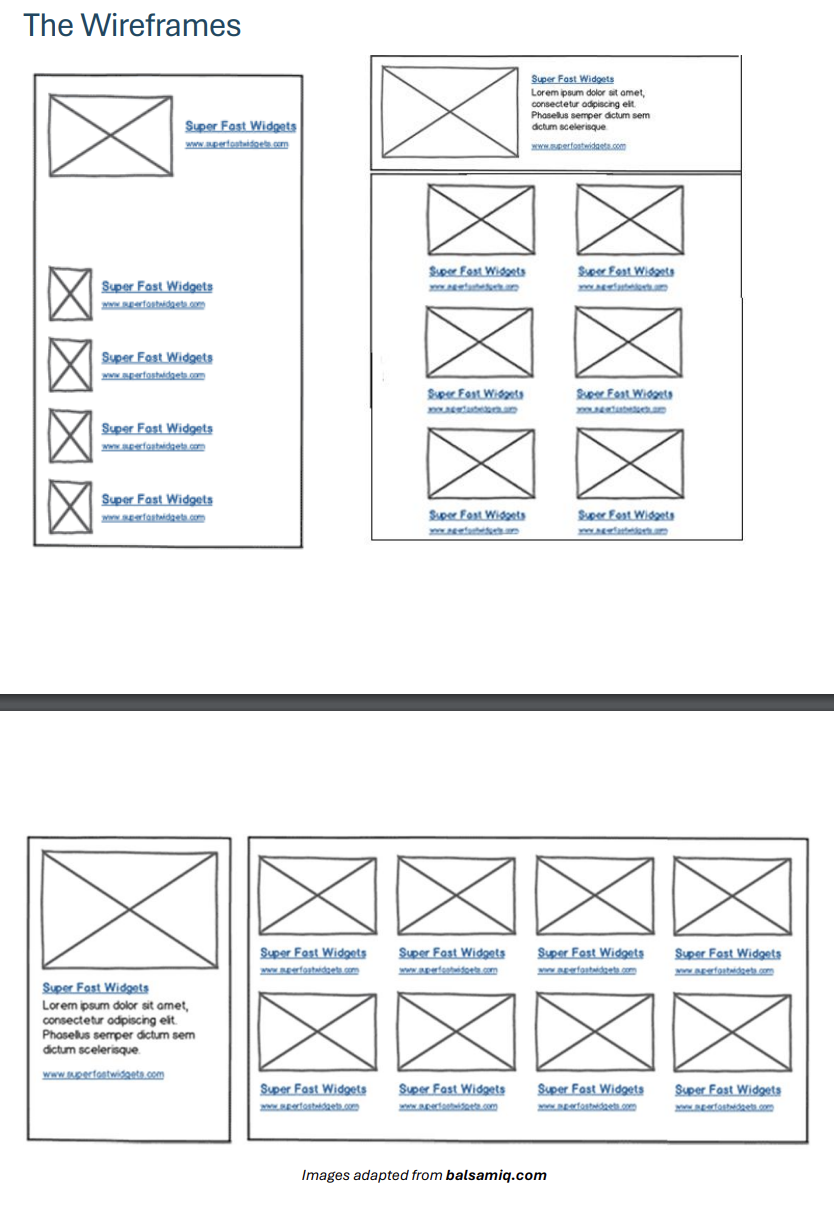 The Wireframes
Super Fast Widgets
www.superfastwidgets.com
Super Fast Widgets
www.superfastwidgets.com
Super Fast Widgets
www.superfastwidgets.com
Super Fast Widgets
www.superfastwidgets.com
Super Fast Widgets
www.superfastwidgets.com
Super Fast Widgets
Lorem ipsum dolor sit amet,
consectetur adipiscing elit.
Phasellus semper dictum sem
dictum scelerisque.
www.superfastwidgets.com
Super Fast Widgets Super Fast Widgets
www.superfastwidgets.com www.superfastwidgets.com
Super Fast Widgets Super Fast Widgets
www.superfastwidgets.com www.superfastwidgets.com
Super Fast Widgets Super Fast Widgets
www.superfastwidgets.com www.superfastwidgets.com
Super Fast Widgets
Lorem ipsum dolor sit amet,
consectetur adipiscing elit.
Phasellus semper dictum sem
dictum scelerisque.
www.superfastwidgets.com
Super Fast Widgets Super Fast Widgets Super Fast Widgets Super Fast Widgets
www.superfastwidgets.com www.superfastwidgets.com www.superfastwidgets.com www.superfastwidgets.com
Super Fast Widgets Super Fast Widgets Super Fast Widgets Super Fast Widgets
www.superfastwidgets.com www.superfastwidgets.com www.superfastwidgets.com www.superfastwidgets.com
Images adapted from balsamiq.com